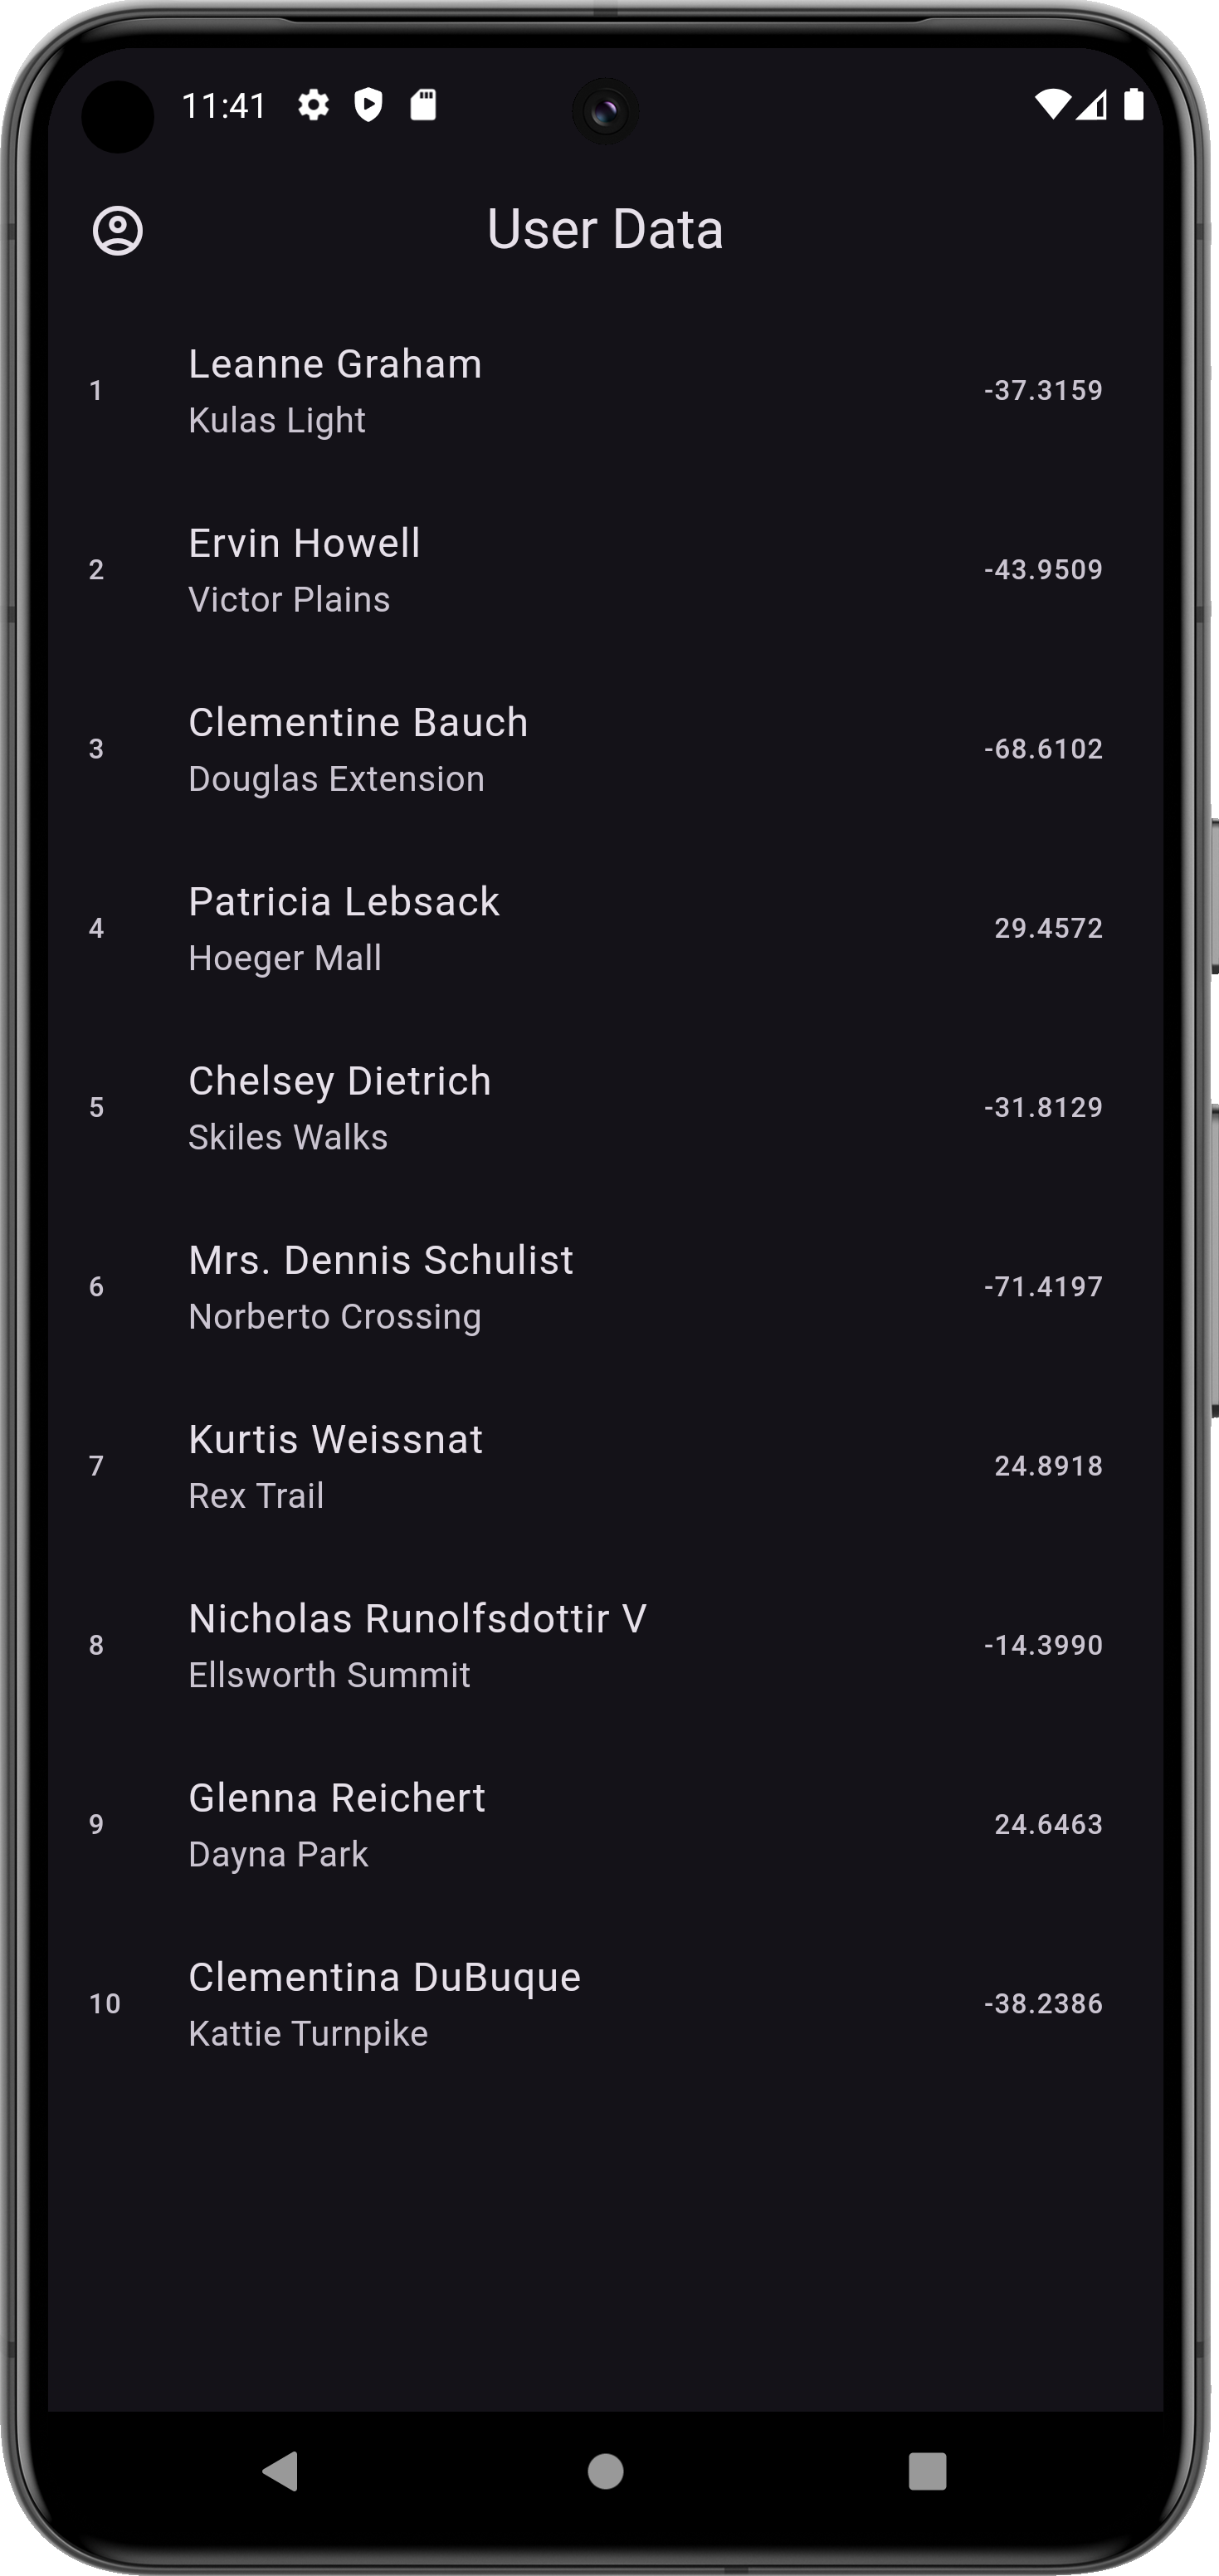 11:41
User Data
1 Leanne Graham -37.3159
Kulas Light
2 Ervin Howell -43.9509
Victor Plains
3 Clementine Bauch -68.6102
Douglas Extension
4 Patricia Lebsack 29.4572
Hoeger Mall
5 Chelsey Dietrich -31.8129
Skiles Walks
6 Mrs. Dennis Schulist -71.4197
Norberto Crossing
7 Kurtis Weissnat 24.8918
Rex Trail
8 Nicholas Runolfsdottir V -14.3990
Ellsworth Summit
9 Glenna Reichert 24.6463
Dayna Park
10 Clementina DuBuque -38.2386
Kattie Turnpike